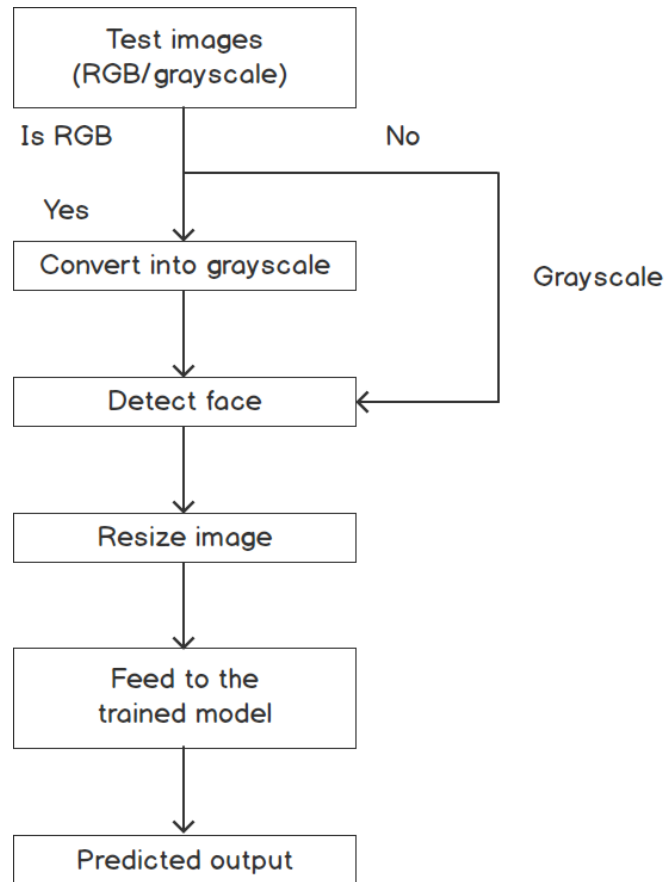 Test images
(RGB/grayscale)
Is RGB
No
Yes
Convert into grayscale
Grayscale
Detect face
Resize image
Feed to the
trained model
Predicted output